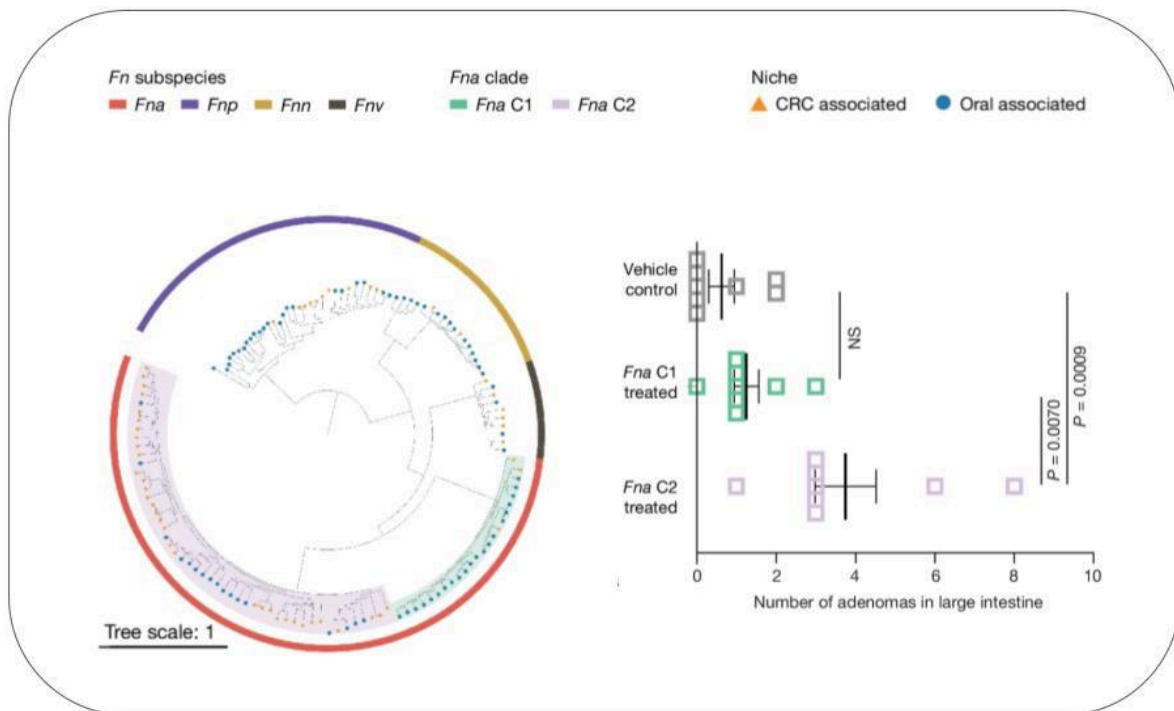 Fn subspecies
Fna Fnp Fnn Fnv
Fna clade
Fna C1 Fna C2
Niche
CRC associated Oral associated
Tree scale: 1
Vehicle
control
Fna C1
treated
Fna C2
treated
NS
P = 0.0070
P = 0.0009
0 2 4 6 8 10
Number of adenomas in large intestine